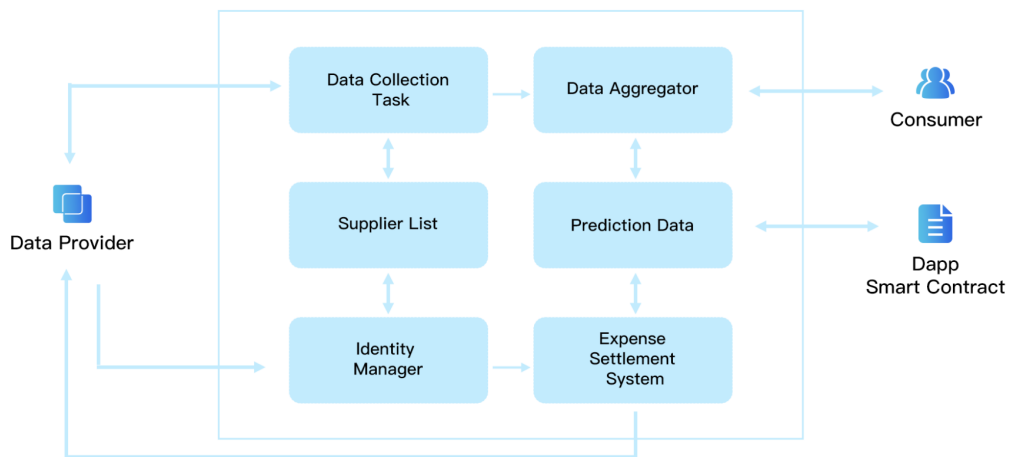 Data Collection
Task
Data Aggregator
Consumer
Data Provider
Supplier List
Prediction Data
Dapp
Smart Contract
Identity
Manager
Expense
Settlement
System